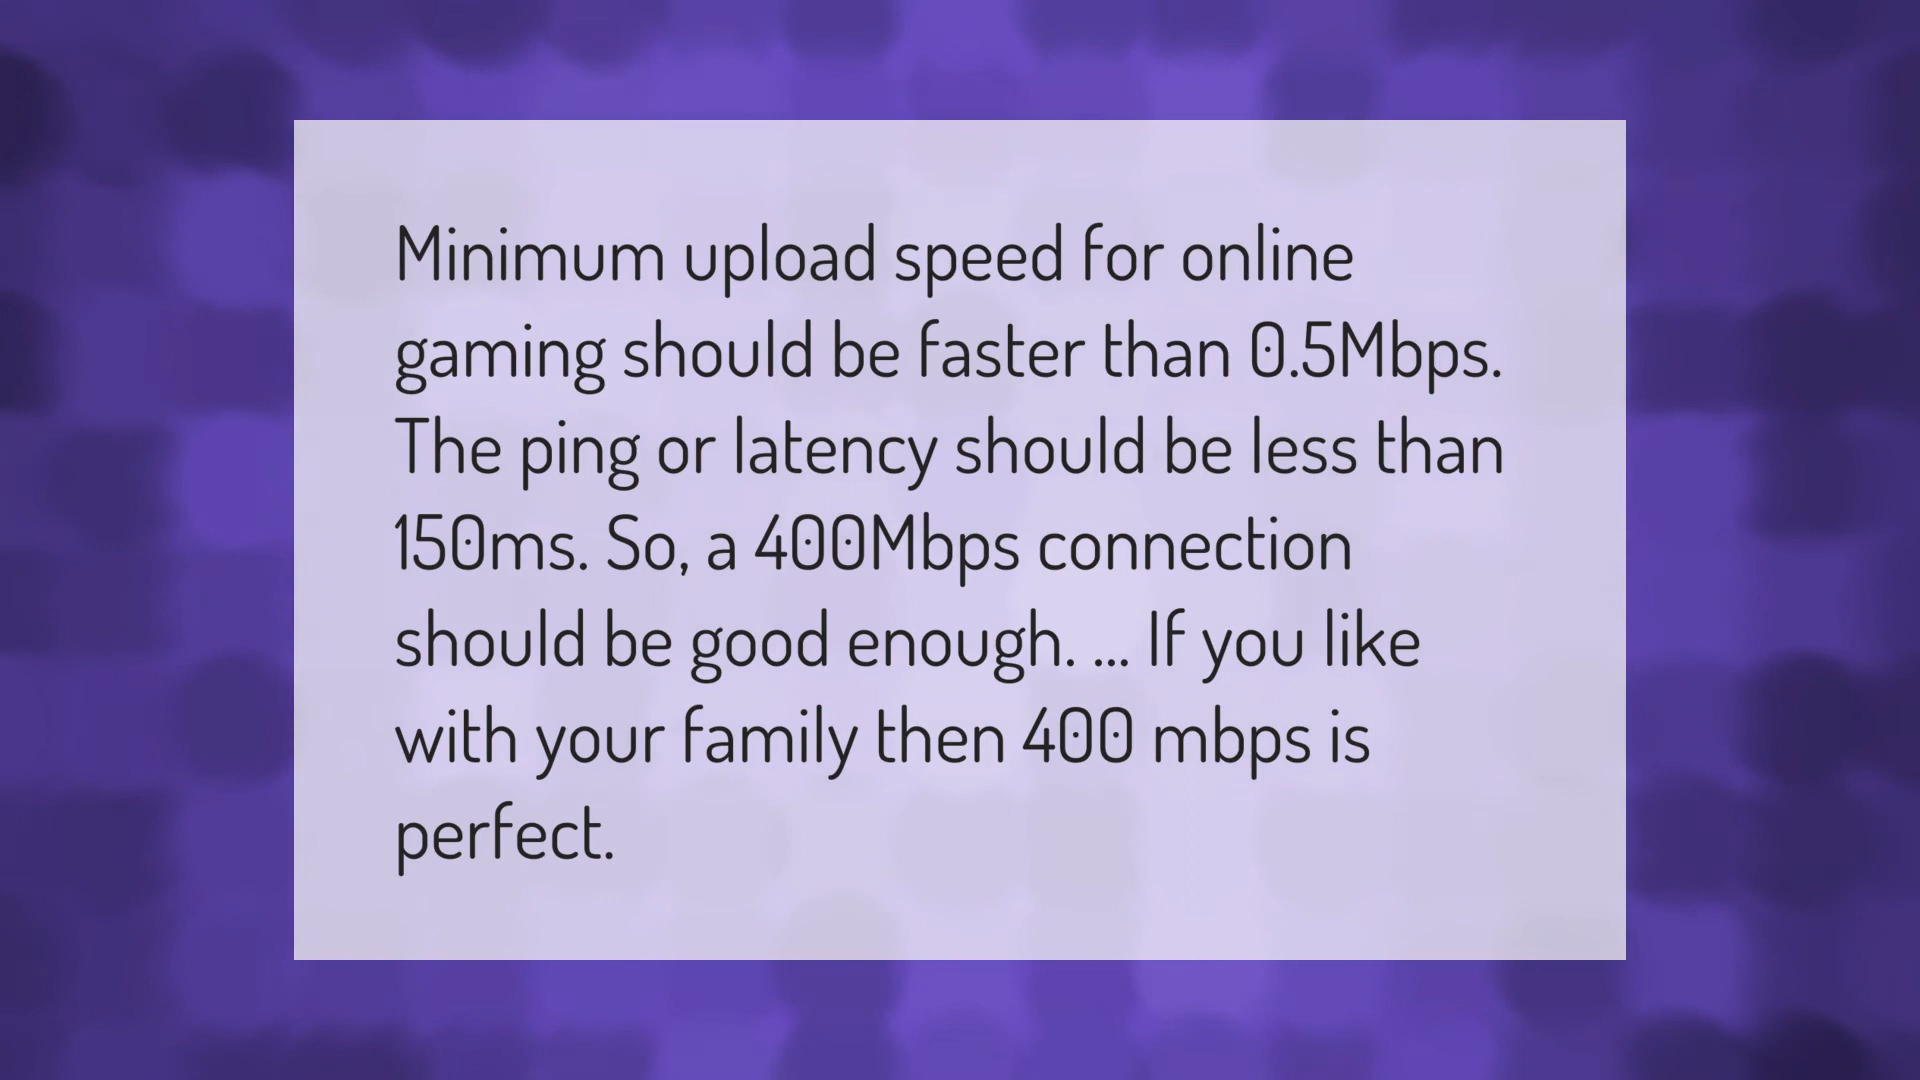 Minimum upload speed for online
gaming should be faster than 0.5Mbps.
The ping or latency should be less than
150ms. So, a 400Mbps connection
should be good enough. ... If you like
with your family then 400 mbps is
perfect.